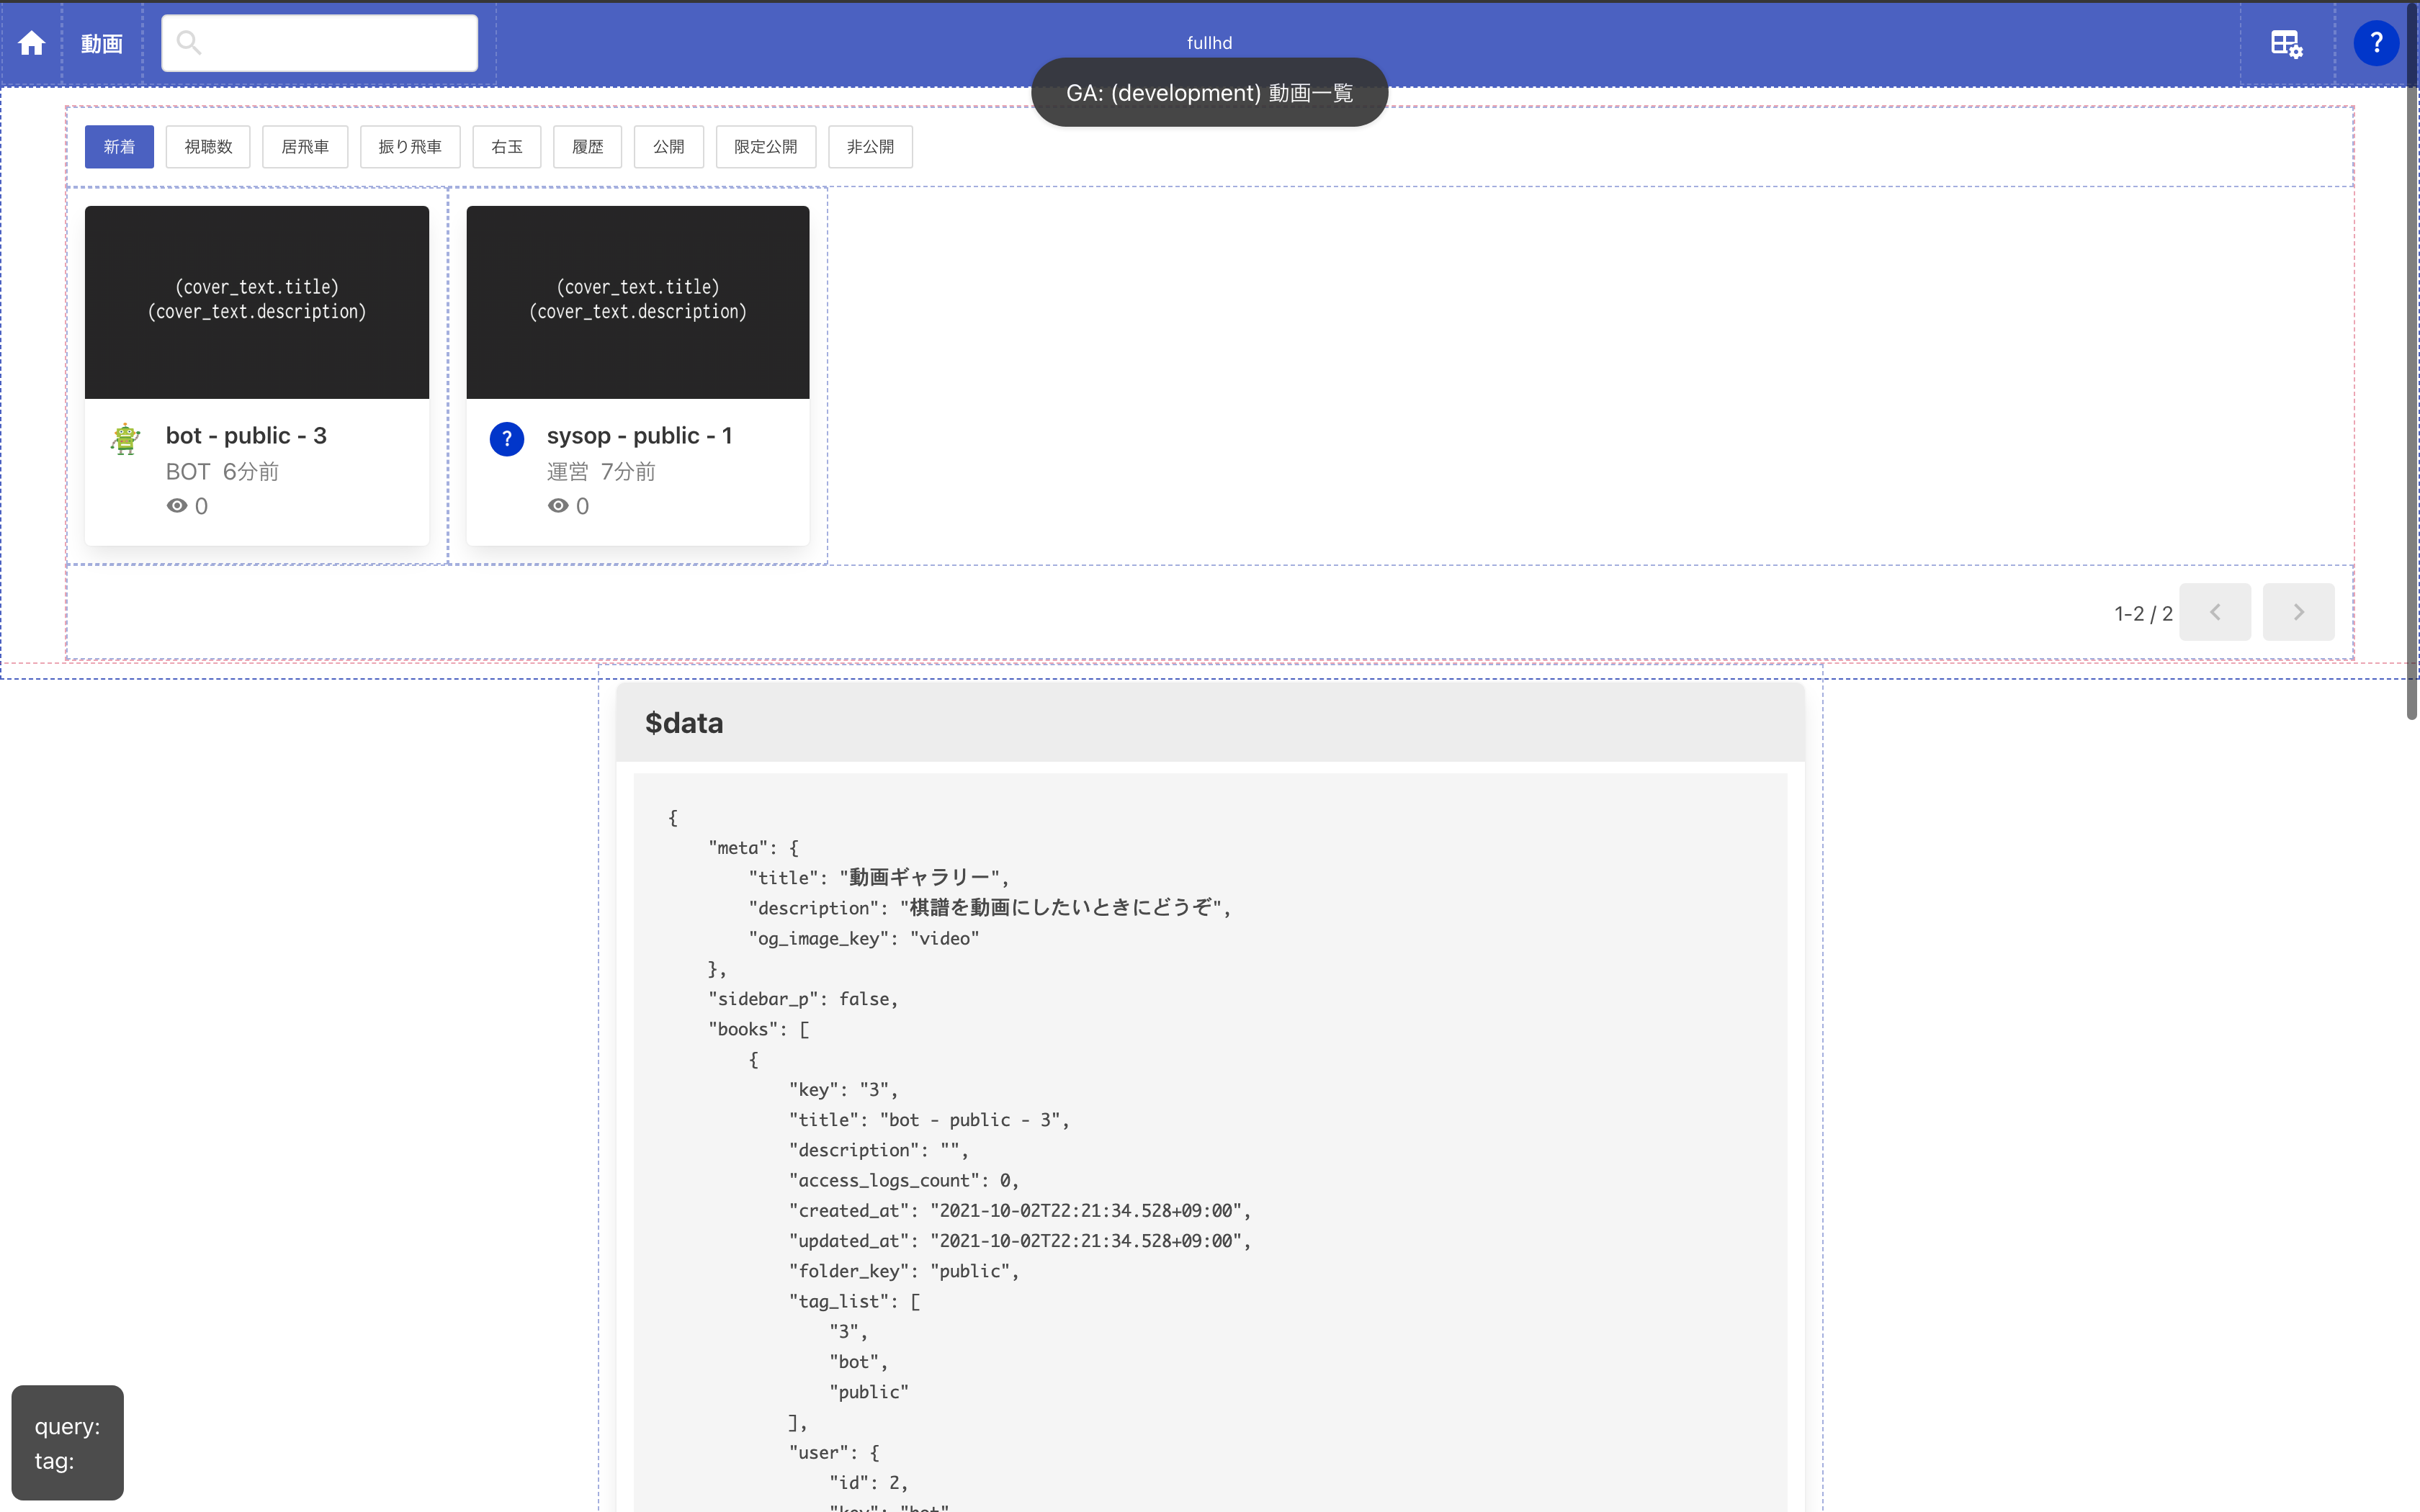 動画
fullhd
?
GA: (development) 動画一覧
新着 視聴数 居飛車 振り飛車 右玉 履歴 公開 限定公開 非公開
(cover_text.title)
(cover_text.description)
bot - public - 3
BOT 6分前
0
(cover_text.title)
(cover_text.description)
?
sysop - public - 1
運営 7分前
0
1-2 / 2
$data
{
"meta": {
"title": "動画ギャラリー",
"description": "棋譜を動画にしたいときにどうぞ",
"og_image_key": "video"
},
"sidebar_p": false,
"books": [
{
"key": "3",
"title": "bot - public - 3",
"description": "",
"access_logs_count": 0,
"created_at": "2021-10-02T22:21:34.528+09:00",
"updated_at": "2021-10-02T22:21:34.528+09:00",
"folder_key": "public",
"tag_list": [
"3",
"bot",
"public"
],
"user": {
"id": 2,
query:
tag: